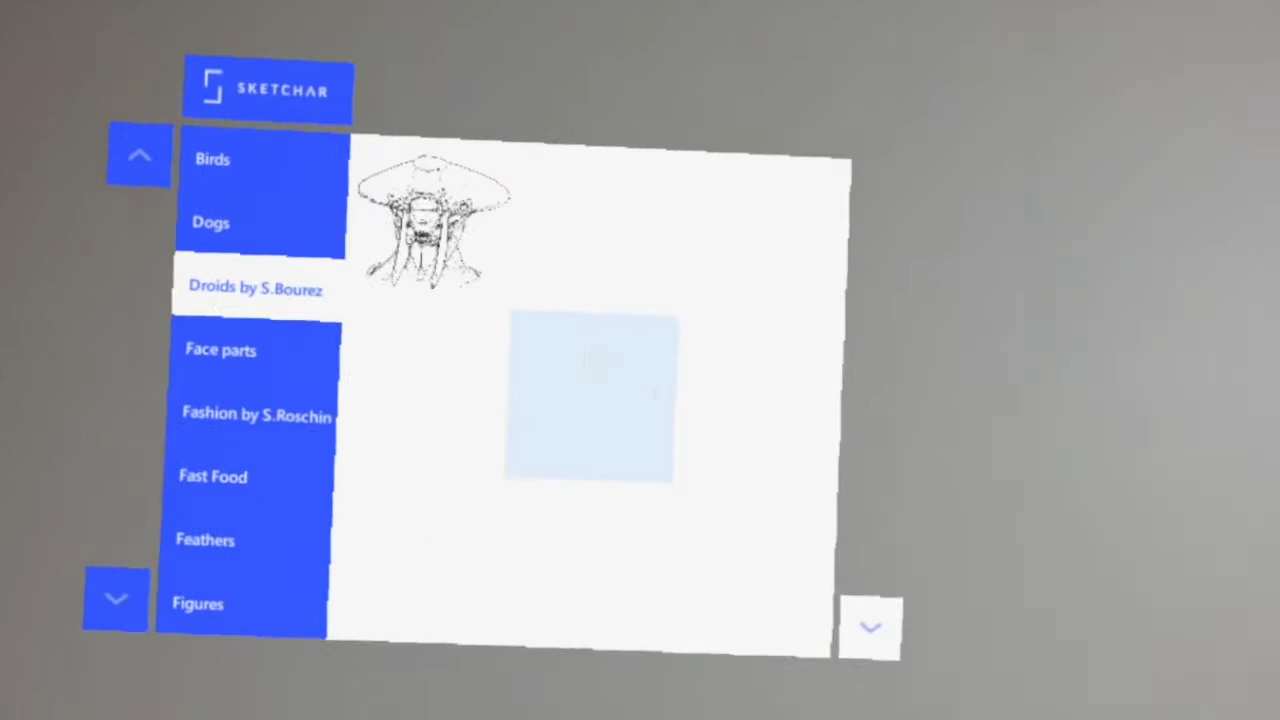 SKETCHAR
Birds
Dogs
Droids by S.Bourez
Face parts
Fashion by S.Roschin
Fast Food
Feathers
Figures